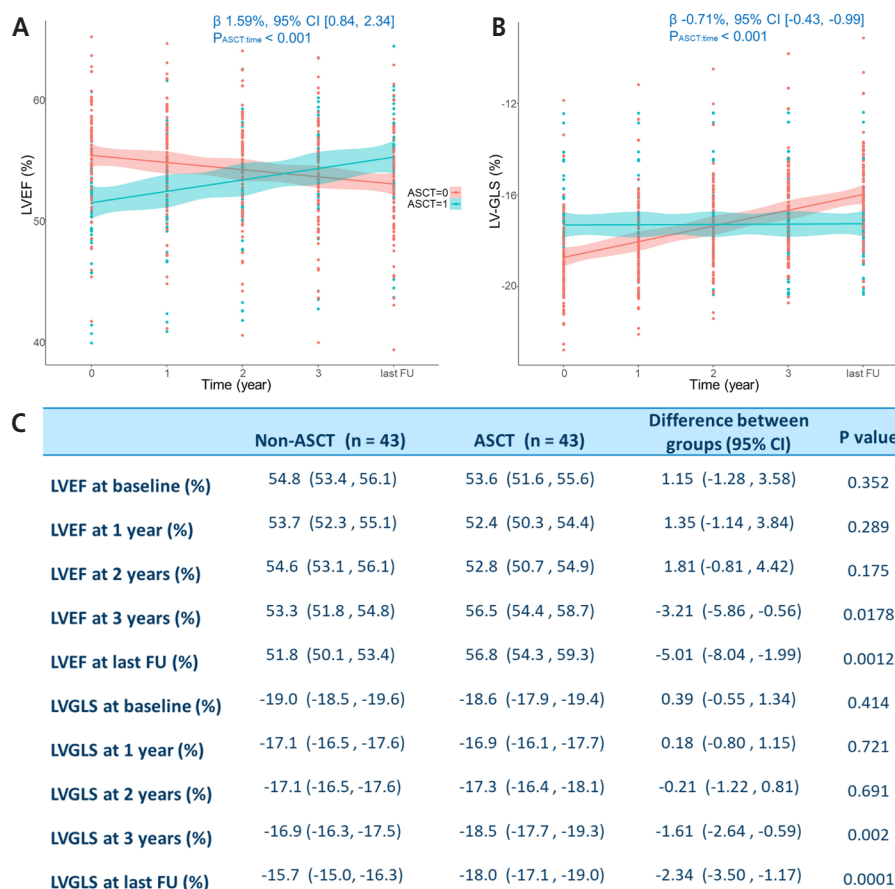 A
β 1.59%, 95% CI [0.84, 2.34]
PASCT:time < 0.001
LVEF (%)
60
50
40
0 1 2 3 last FU
Time (year)
ASCT=0
ASCT=1
B
β -0.71%, 95% CI [-0.43, -0.99]
PASCT:time < 0.001
LV-GLS (%)
-12
-16
-20
0 1 2 3 last FU
Time (year)
C
Non-ASCT (n = 43) ASCT (n = 43) Difference between groups (95% CI) P value
LVEF at baseline (%) 54.8 (53.4 , 56.1) 53.6 (51.6 , 55.6) 1.15 (-1.28 , 3.58) 0.352
LVEF at 1 year (%) 53.7 (52.3 , 55.1) 52.4 (50.3 , 54.4) 1.35 (-1.14 , 3.84) 0.289
LVEF at 2 years (%) 54.6 (53.1 , 56.1) 52.8 (50.7 , 54.9) 1.81 (-0.81 , 4.42) 0.175
LVEF at 3 years (%) 53.3 (51.8 , 54.8) 56.5 (54.4 , 58.7) -3.21 (-5.86 , -0.56) 0.0178
LVEF at last FU (%) 51.8 (50.1 , 53.4) 56.8 (54.3 , 59.3) -5.01 (-8.04 , -1.99) 0.0012
LVGLS at baseline (%) -19.0 (-18.5 , -19.6) -18.6 (-17.9 , -19.4) 0.39 (-0.55 , 1.34) 0.414
LVGLS at 1 year (%) -17.1 (-16.5 , -17.6) -16.9 (-16.1 , -17.7) 0.18 (-0.80 , 1.15) 0.721
LVGLS at 2 years (%) -17.1 (-16.5 , -17.6) -17.3 (-16.4 , -18.1) -0.21 (-1.22 , 0.81) 0.691
LVGLS at 3 years (%) -16.9 (-16.3 , -17.5) -18.5 (-17.7 , -19.3) -1.61 (-2.64 , -0.59) 0.002
LVGLS at last FU (%) -15.7 (-15.0 , -16.3) -18.0 (-17.1 , -19.0) -2.34 (-3.50 , -1.17) 0.0001